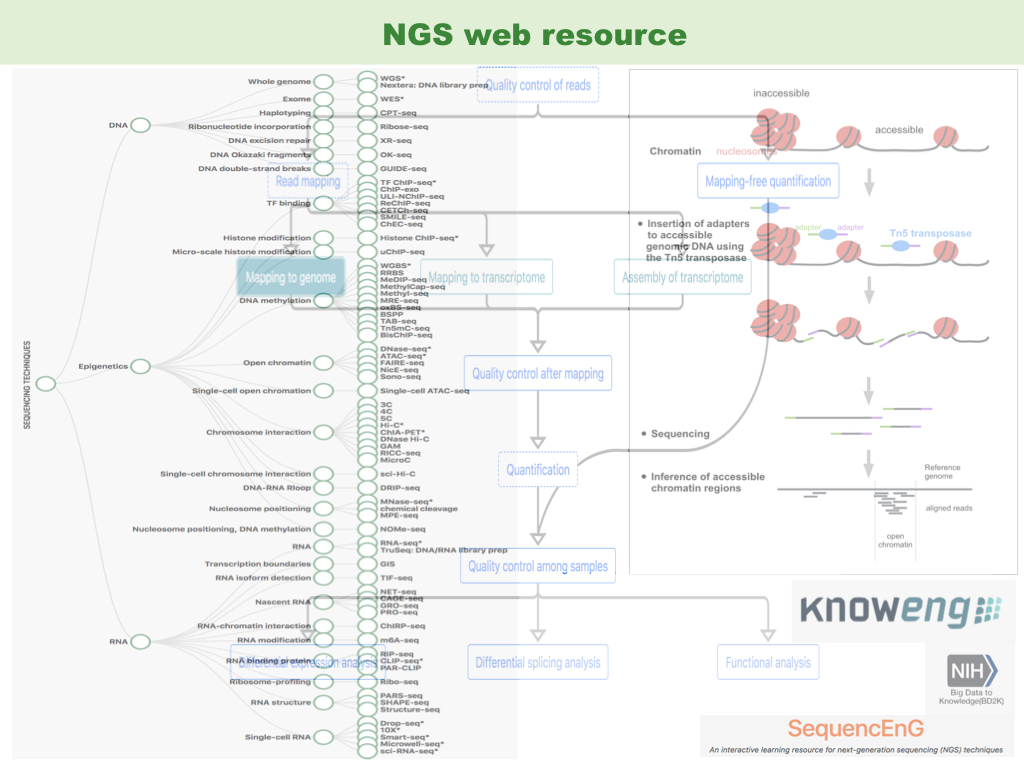 NGS web resource
SEQUENCING TECHNIQUES
DNA
Whole genome
WGS*
Nextera: DNA library prep
Exome
WES*
Haplotyping
CPT-seq
Ribonucleotide incorporation
Ribose-seq
DNA excision repair
XR-seq
DNA Okazaki fragments
OK-seq
DNA double-strand breaks
GUIDE-seq
Epigenetics
TF binding
TF ChIP-seq*
ChIP-exo
ULI-NChIP-seq
ReChIP-seq
CETCh-seq
SMILE-seq
ChEC-seq
Histone modification
Histone ChIP-seq*
Micro-scale histone modification
uChIP-seq
DNA methylation
WGBS*
RRBS
MeDIP-seq
MethylCap-seq
Methyl-seq
MRE-seq
oxBS-seq
BSPP
TAB-seq
Tn5mC-seq
BisChIP-seq
Open chromatin
DNase-seq*
ATAC-seq*
FAIRE-seq
NicE-seq
Sono-seq
Single-cell open chromation
Single-cell ATAC-seq
Chromosome interaction
3C
4C
5C
Hi-C*
ChIA-PET*
DNase Hi-C
GAM
RICC-seq
MicroC
Single-cell chromosome interaction
sci-Hi-C
DNA-RNA Rloop
DRIP-seq
Nucleosome positioning
MNase-seq*
chemical cleavage
MPE-seq
Nucleosome positioning, DNA methylation
NOMe-seq
RNA
RNA
RNA-seq*
TruSeq: DNA/RNA library prep
Transcription boundaries
GIS
RNA isoform detection
TIF-seq
Nascent RNA
NET-seq
CAGE-seq
GRO-seq
PRO-seq
RNA-chromatin interaction
ChIRP-seq
RNA modification
m6A-seq
RNA binding protein
RIP-seq
CLIP-seq*
PAR-CLIP
Ribosome-profiling
Ribo-seq
RNA structure
PARS-seq
SHAPE-seq
Structure-seq
Single-cell RNA
Drop-seq*
10X*
Smart-seq*
Microwell-seq*
sci-RNA-seq*
Quality control of reads
Read mapping
Mapping-free quantification
Mapping to genome
Mapping to transcriptome
Assembly of transcriptome
Quality control after mapping
Quantification
Quality control among samples
Differential expression analysis
Differential splicing analysis
Functional analysis
inaccessible
accessible
Chromatin
nucleosomes
• Insertion of adapters
to accessible
genomic DNA using
the Tn5 transposase
adapter
adapter
Tn5 transposase
• Sequencing
• Inference of accessible
chromatin regions
Reference
genome
aligned reads
open
chromatin
KNOWENG
NIH
Big Data to
Knowledge(BD2K)
SequencEnG
An interactive learning resource for next-generation sequencing (NGS) techniques